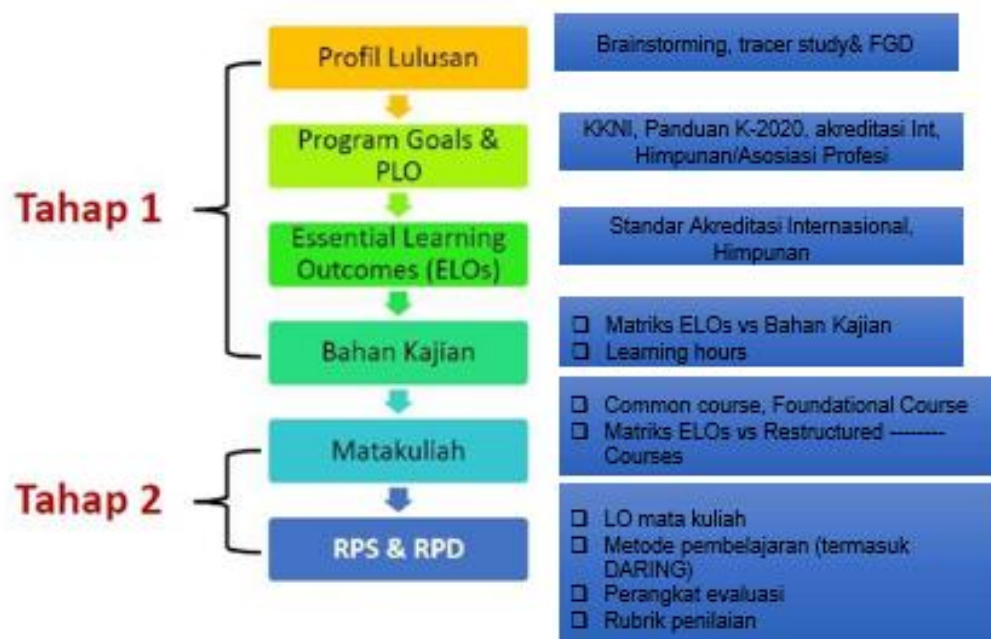 Tahap 1
Profil Lulusan
Brainstorming, tracer study& FGD
Program Goals &
PLO
KKNI, Panduan K-2020. akreditasi Int,
Himpunan/Asosiasi Profesi
Essential Learning
Outcomes (ELOs)
Standar Akreditasi Internasional,
Himpunan
Bahan Kajian
❑ Matriks ELOs vs Bahan Kajian
❑ Learning hours
Tahap 2
Matakuliah
❑ Common course, Foundational Course
❑ Matriks ELOs vs Restructured --------
Courses
RPS & RPD
❑ LO mata kuliah
❑ Metode pembelajaran (termasuk
DARING)
❑ Perangkat evaluasi
❑ Rubrik penilaian